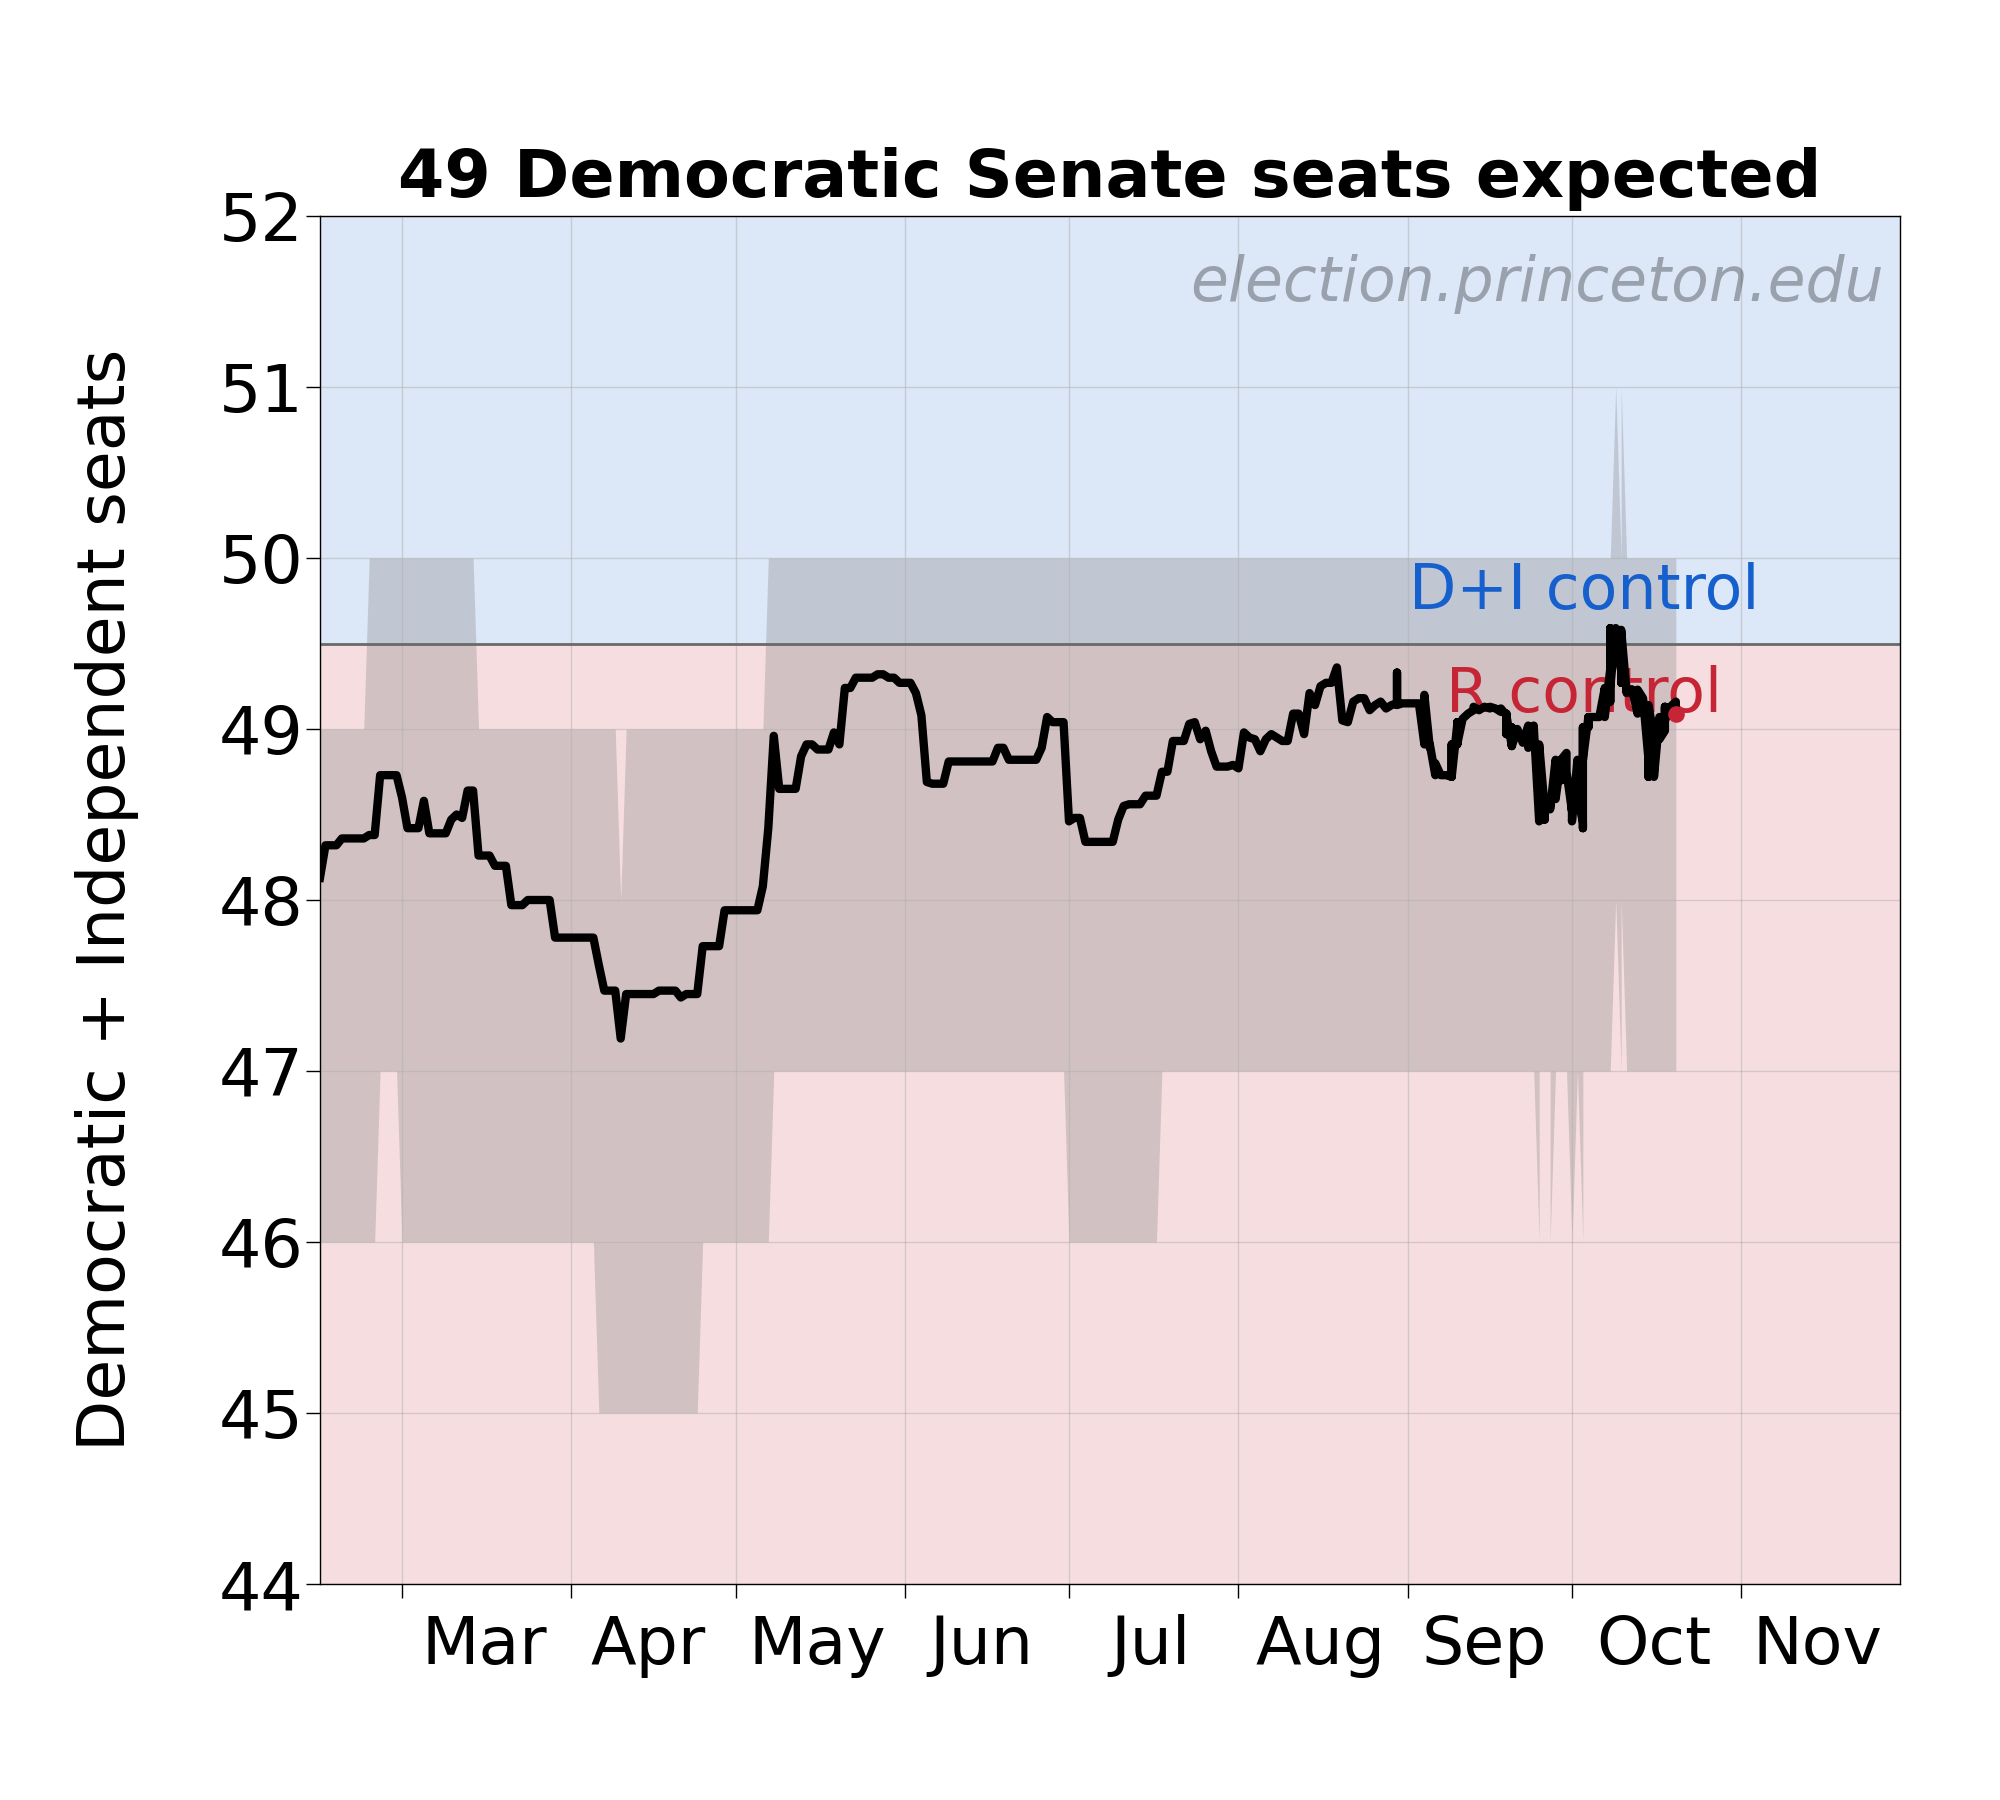 49 Democratic Senate seats expected
election.princeton.edu
Democratic + Independent seats
52
51
50
49
48
47
46
45
44
D+I control
R control
Mar Apr May Jun Jul Aug Sep Oct Nov